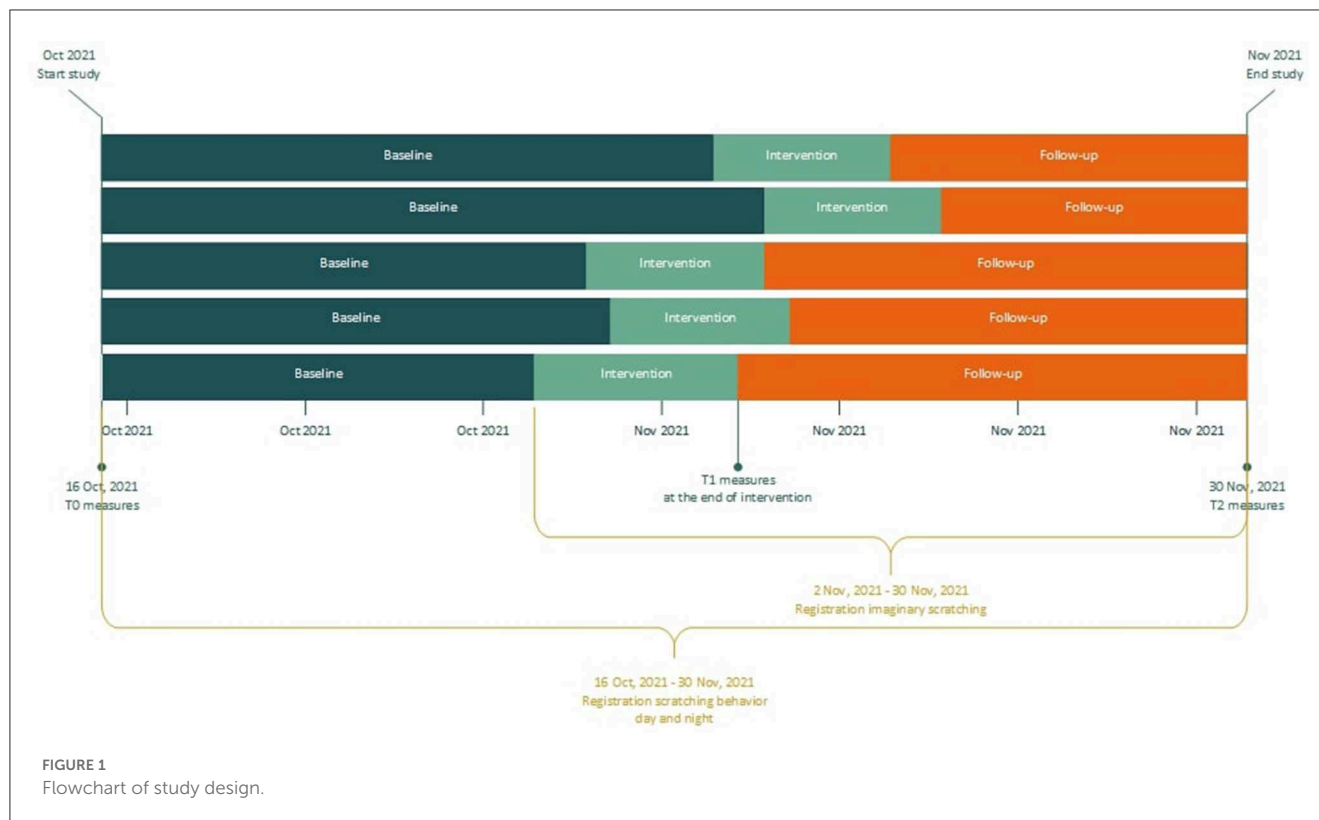 Oct 2021
Start study
Nov 2021
End study
Baseline
Intervention
Follow-up
Baseline
Intervention
Follow-up
Baseline
Intervention
Follow-up
Baseline
Intervention
Follow-up
Baseline
Intervention
Follow-up
Oct 2021
Oct 2021
Oct 2021
Nov 2021
Nov 2021
Nov 2021
Nov 2021
16 Oct, 2021
T0 measures
T1 measures
at the end of intervention
30 Nov, 2021
T2 measures
2 Nov, 2021 - 30 Nov, 2021
Registration imaginary scratching
16 Oct, 2021 - 30 Nov, 2021
Registration scratching behavior
day and night
FIGURE 1
Flowchart of study design.